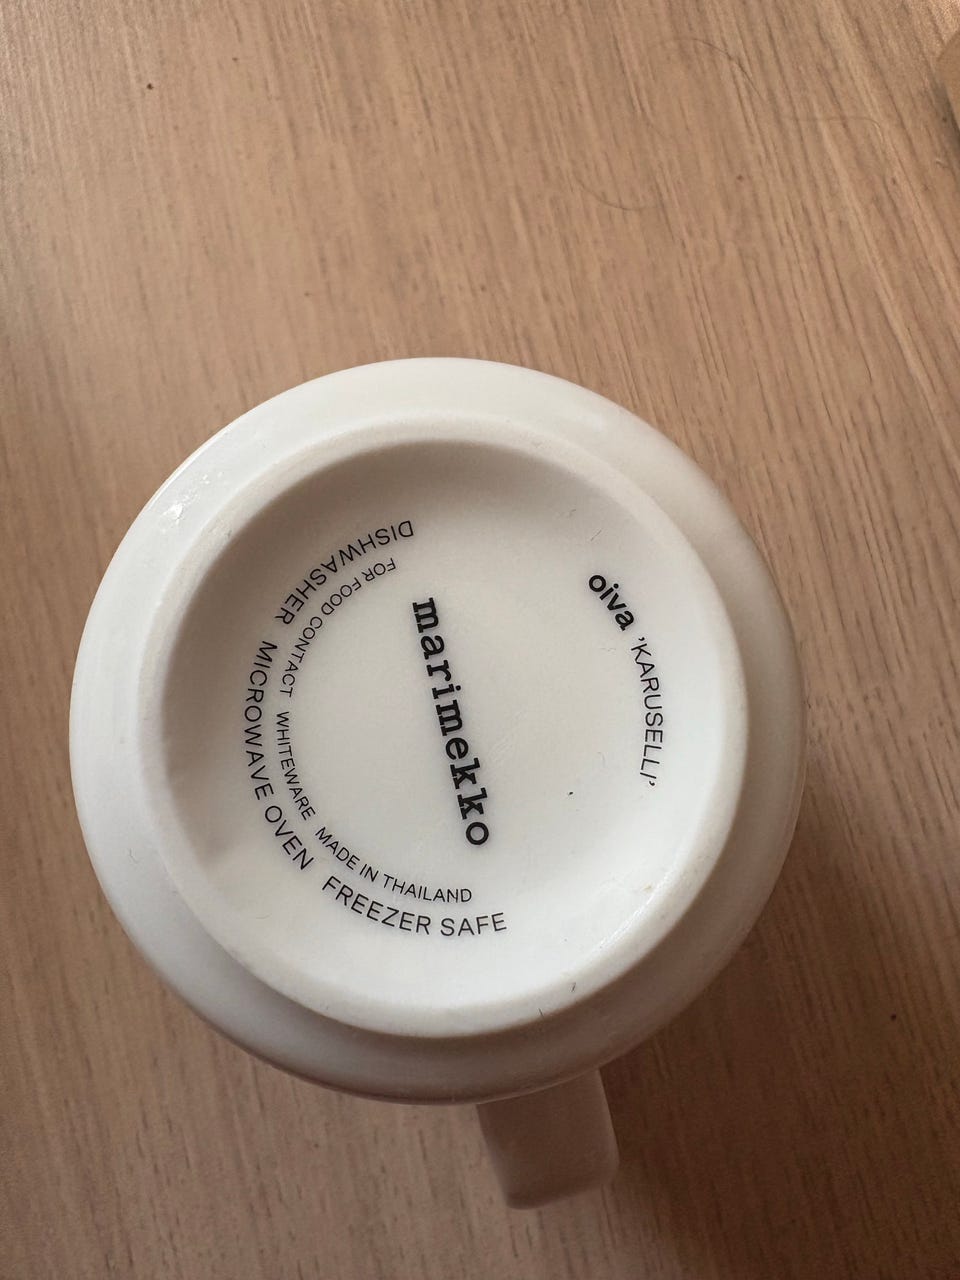 oiva 'KARUSELLI'
marimekko
FOR FOOD CONTACT WHITEWARE MADE IN THAILAND
DISHWASHER MICROWAVE OVEN FREEZER SAFE